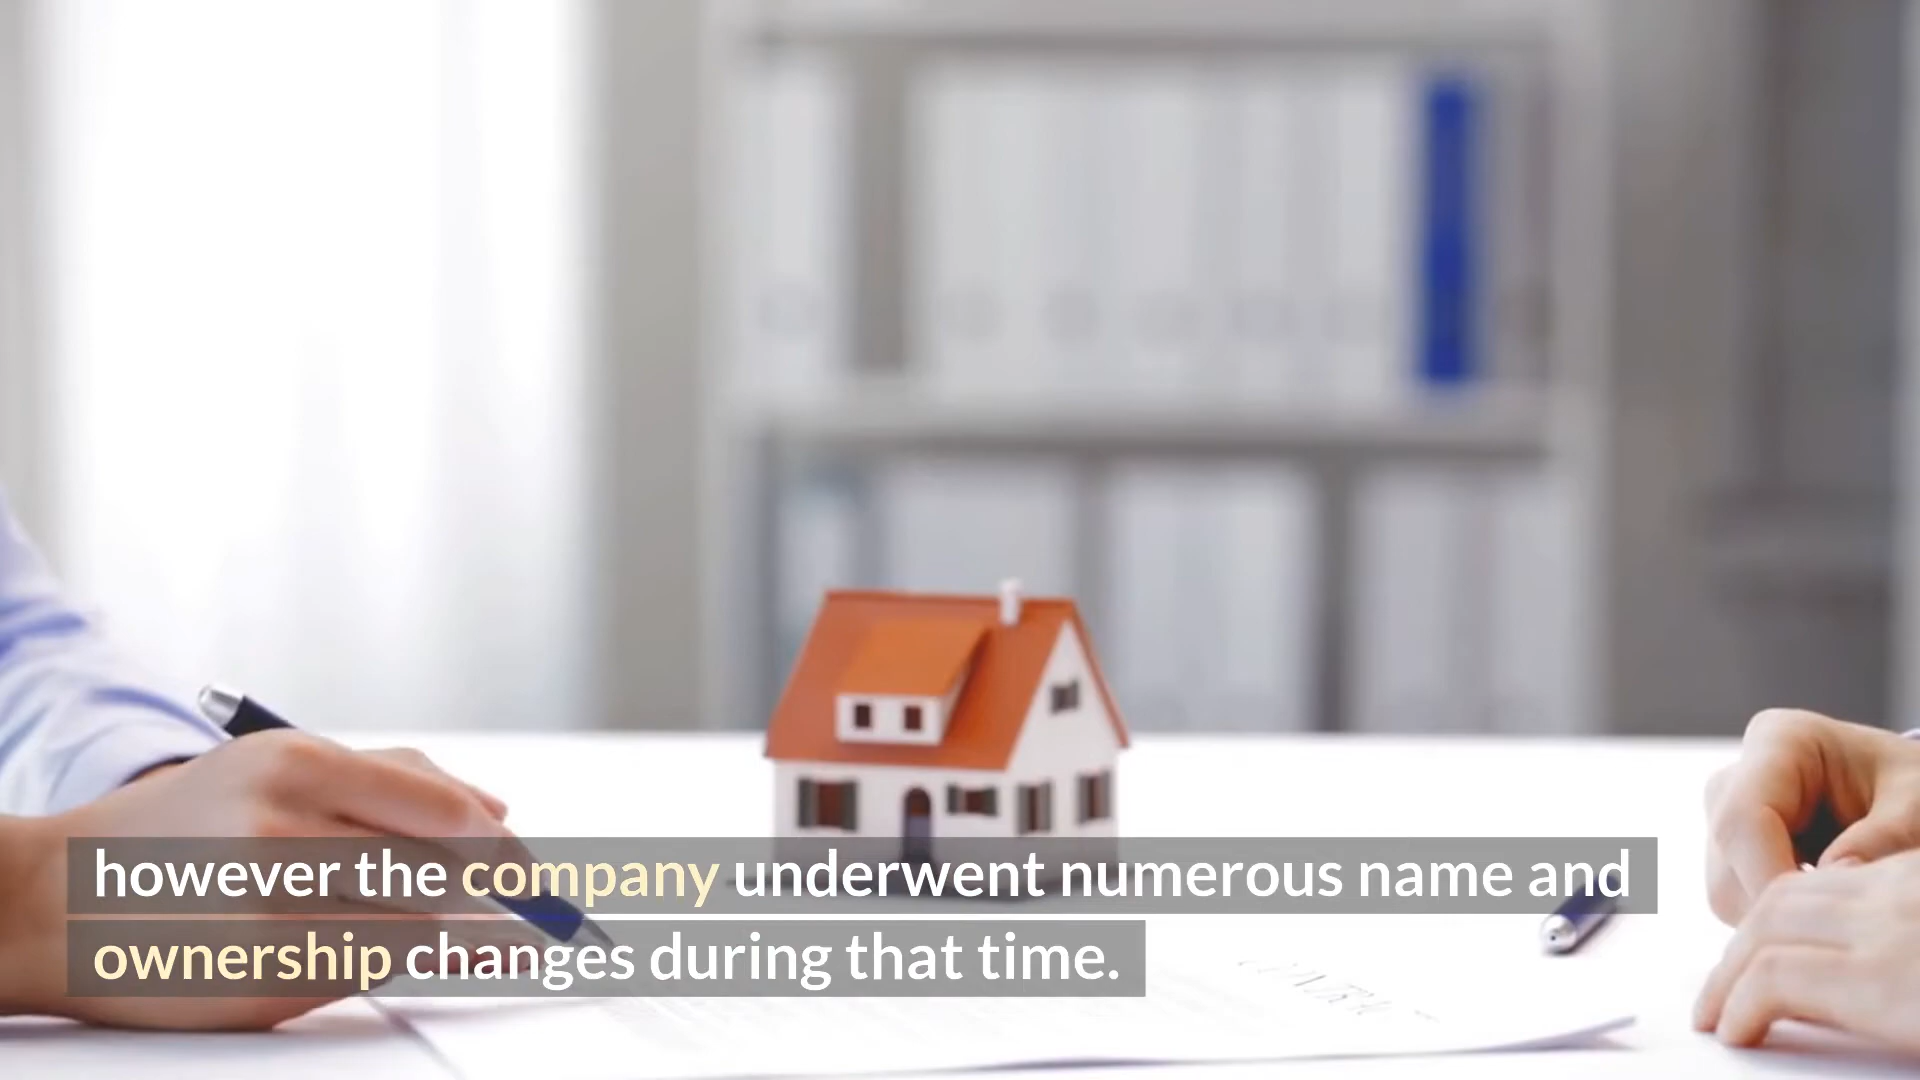 however the company underwent numerous name and
ownership changes during that time.